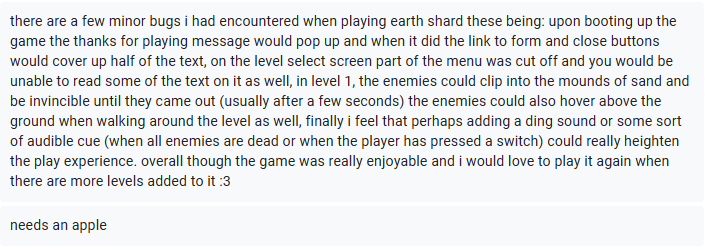 there are a few minor bugs i had encountered when playing earth shard these being: upon booting up the
game the thanks for playing message would pop up and when it did the link to form and close buttons
would cover up half of the text, on the level select screen part of the menu was cut off and you would be
unable to read some of the text on it as well, in level 1, the enemies could clip into the mounds of sand and
be invincible until they came out (usually after a few seconds) the enemies could also hover above the
ground when walking around the level as well, finally i feel that perhaps adding a ding sound or some sort
of audible cue (when all enemies are dead or when the player has pressed a switch) could really heighten
the play experience. overall though the game was really enjoyable and i would love to play it again when
there are more levels added to it :3
needs an apple